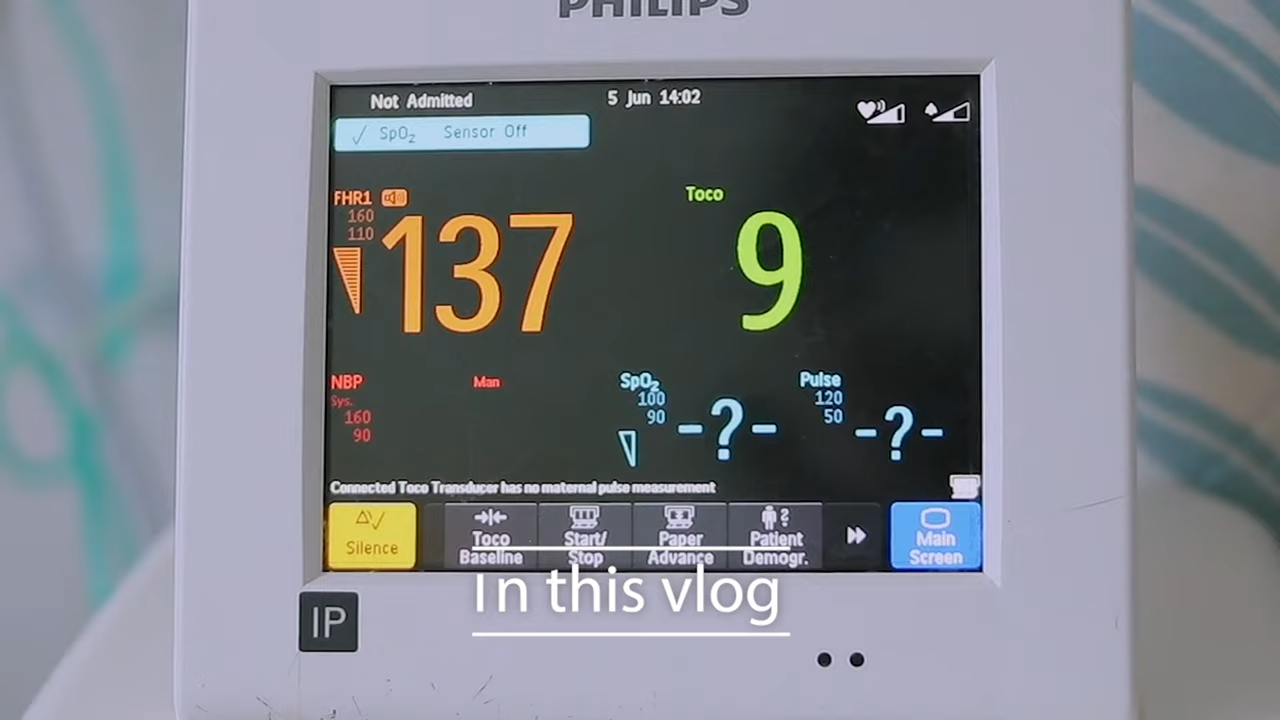 PHILIPS
Not Admitted
5 Jun 14:02
✓ SpO₂ Sensor Off
FHR1
160
110
137
Toco
9
NBP
Man
Sys.
160
90
SpO₂
100
90
-?-
Pulse
120
50
-?-
Connected Toco Transducer has no maternal pulse measurement
Silence
Toco
Baseline
Start/
Stop
Paper
Advance
Patient
Demogr.
Main
Screen
In this vlog
IP